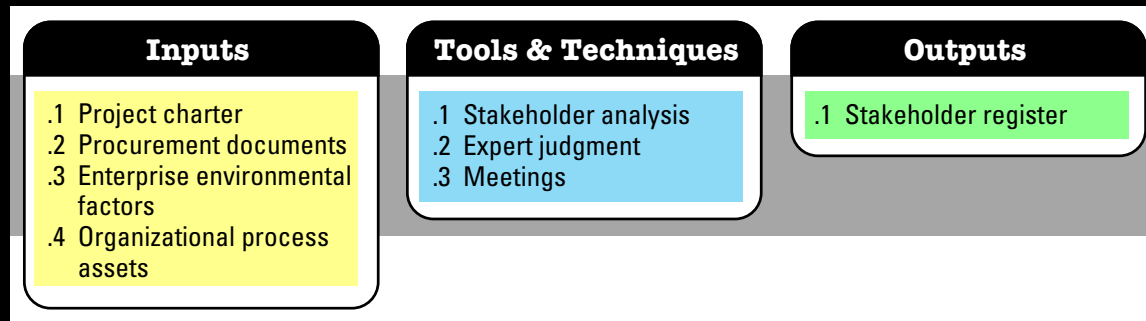 Inputs
.1 Project charter
.2 Procurement documents
.3 Enterprise environmental
factors
.4 Organizational process
assets
Tools & Techniques
.1 Stakeholder analysis
.2 Expert judgment
.3 Meetings
Outputs
.1 Stakeholder register